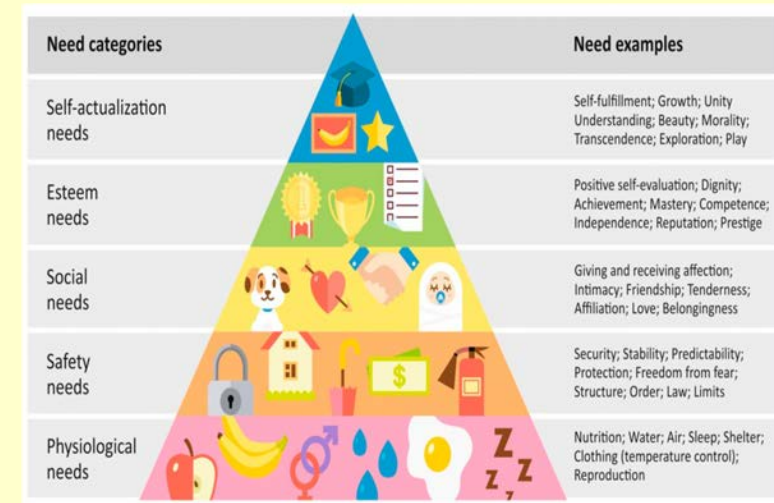 Need categories
Need examples
Self-actualization
needs
Self-fulfillment; Growth; Unity
Understanding; Beauty; Morality;
Transcendence; Exploration; Play
Esteem
needs
Positive self-evaluation; Dignity;
Achievement; Mastery; Competence;
Independence; Reputation; Prestige
Social
needs
Giving and receiving affection;
Intimacy; Friendship; Tenderness;
Affiliation; Love; Belongingness
Safety
needs
$
Security; Stability; Predictability;
Protection; Freedom from fear;
Structure; Order; Law; Limits
Physiological
needs
Z
Z
Z
Z
Z
Nutrition; Water; Air; Sleep; Shelter;
Clothing (temperature control);
Reproduction